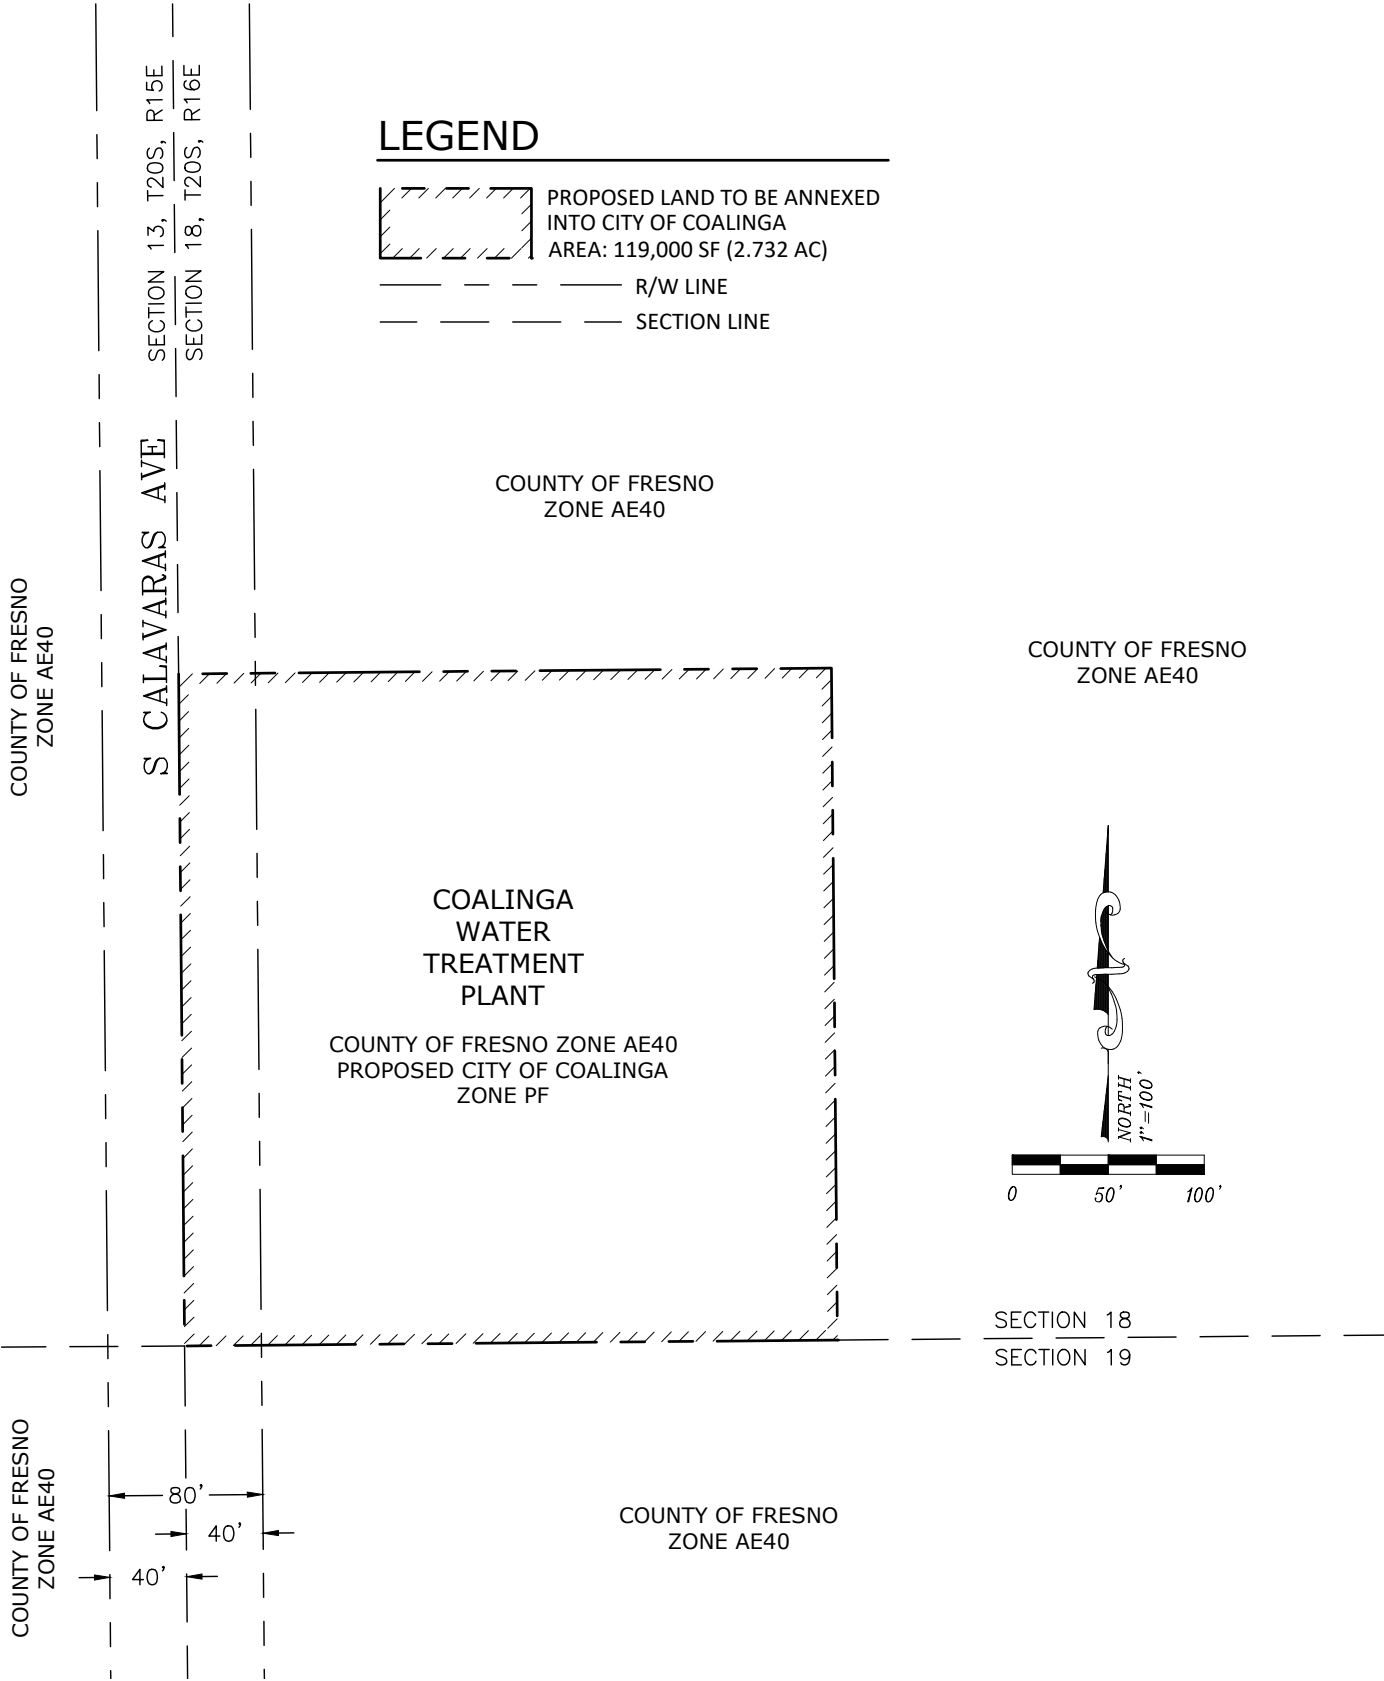 SECTION 13, T20S, R15E
SECTION 18, T20S, R16E
LEGEND
PROPOSED LAND TO BE ANNEXED
INTO CITY OF COALINGA
AREA: 119,000 SF (2.732 AC)
R/W LINE
SECTION LINE
S CALAVARAS AVE
COUNTY OF FRESNO
ZONE AE40
COUNTY OF FRESNO
ZONE AE40
COUNTY OF FRESNO
ZONE AE40
COALINGA
WATER
TREATMENT
PLANT
COUNTY OF FRESNO ZONE AE40
PROPOSED CITY OF COALINGA
ZONE PF
NORTH
1"=100'
0 50' 100'
SECTION 18
SECTION 19
COUNTY OF FRESNO
ZONE AE40
80'
40'
40'
COUNTY OF FRESNO
ZONE AE40